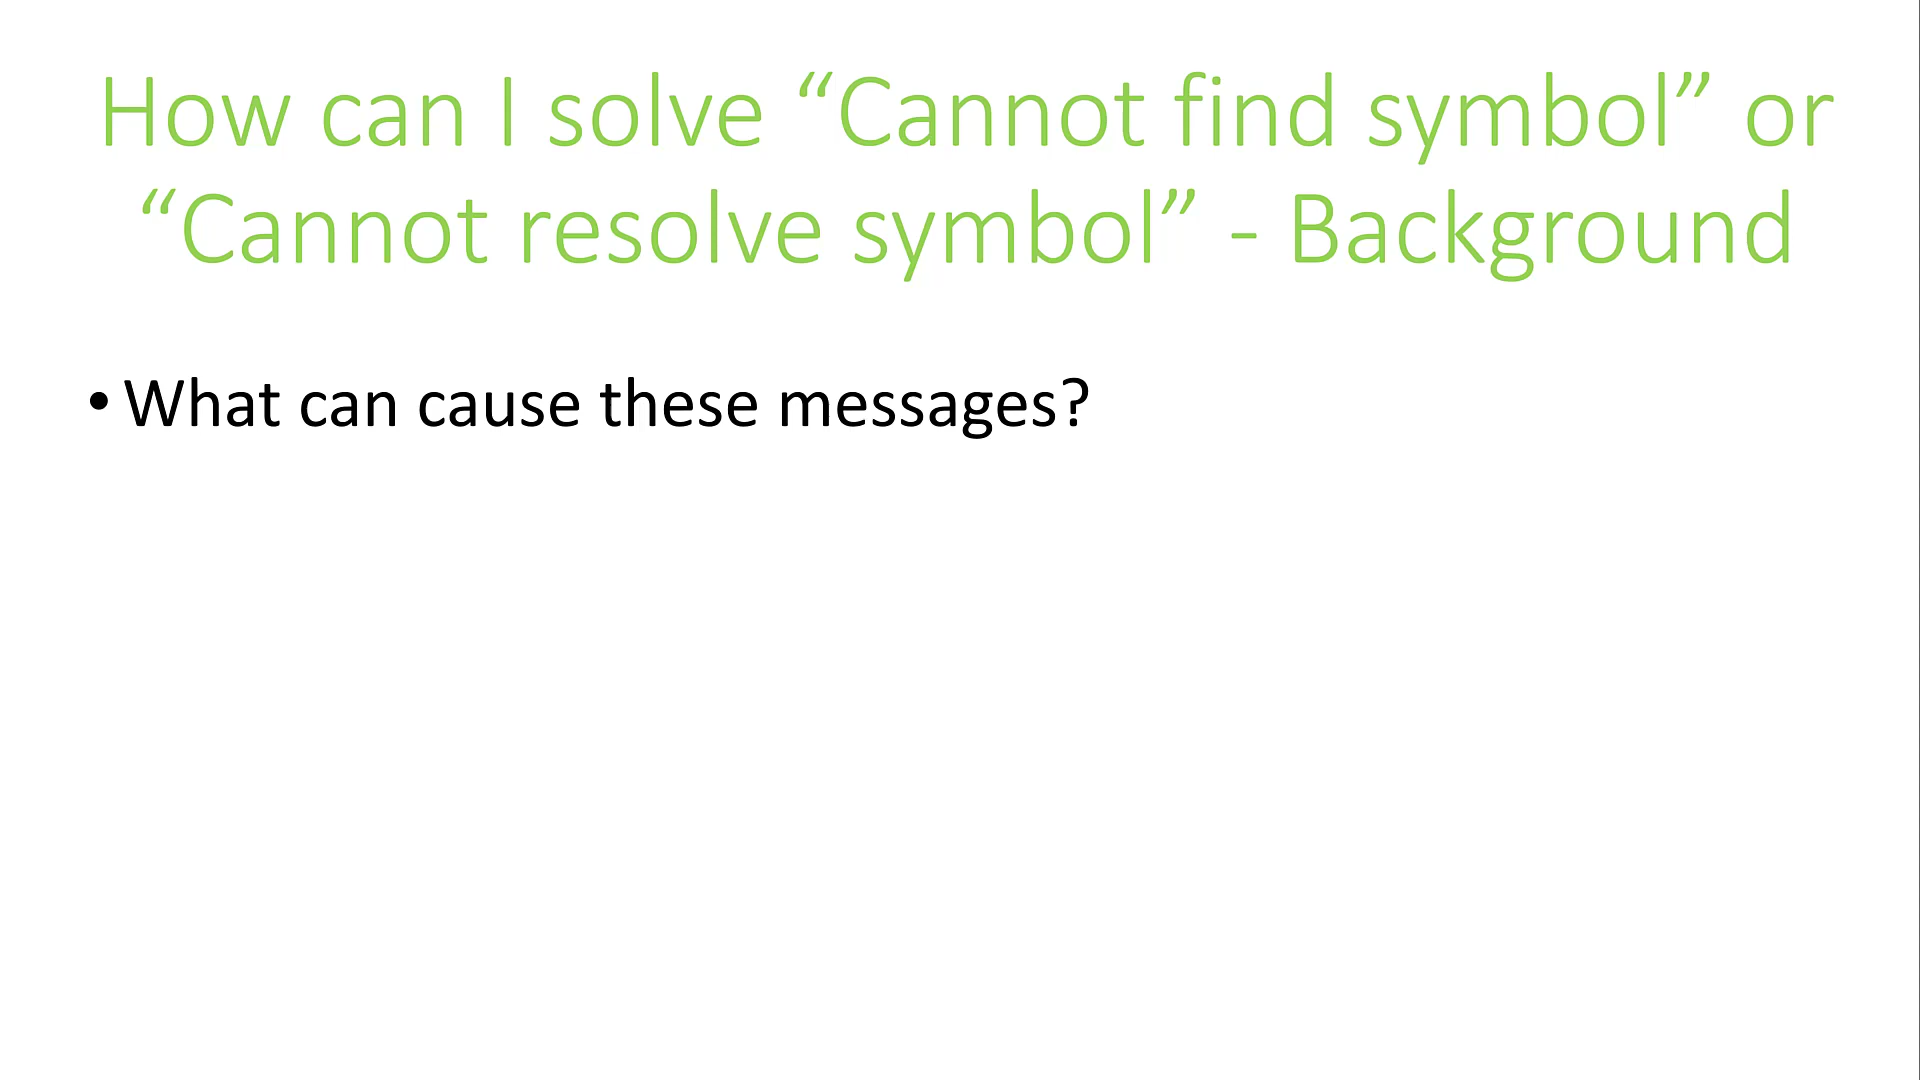 How can I solve “Cannot find symbol” or
“Cannot resolve symbol” - Background
• What can cause these messages?